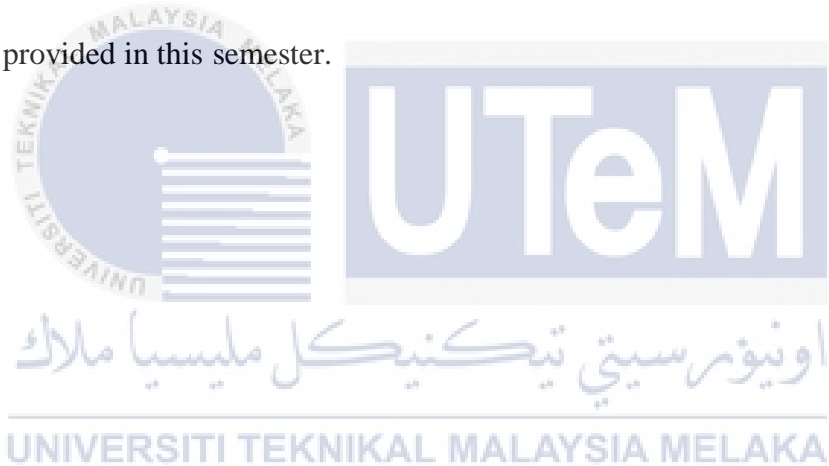 provided in this semester.
UNIVERSITI TEKNIKAL MALAYSIA MELAKA
UTeM
اونيۏرسيتي تيكنيكل مليسيا ملاك
UNIVERSITI TEKNIKAL MALAYSIA MELAKA